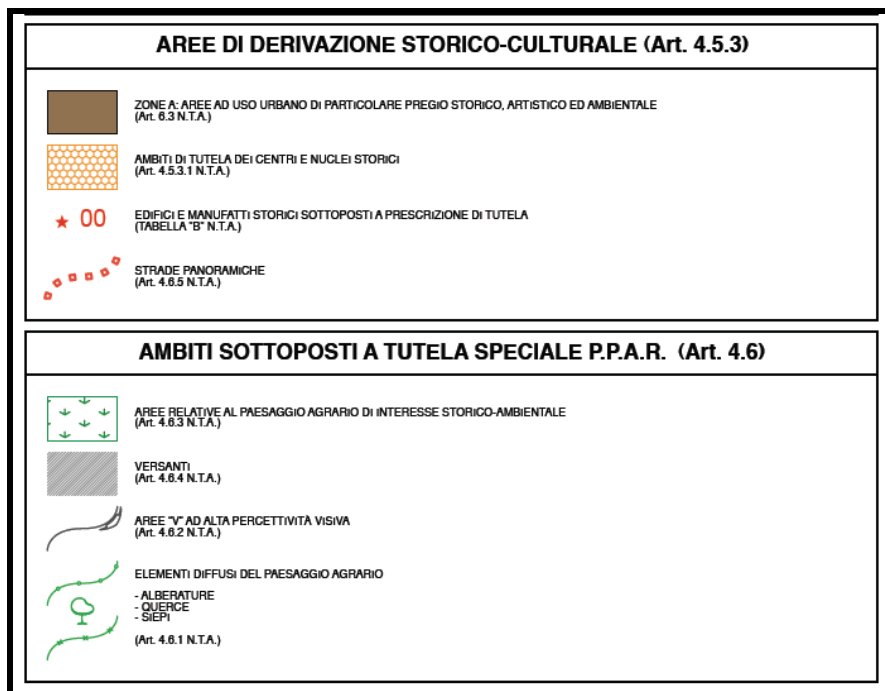 AREE DI DERIVAZIONE STORICO-CULTURALE (Art. 4.5.3)
ZONE A: AREE AD USO URBANO DI PARTICOLARE PREGIO STORICO, ARTISTICO ED AMBIENTALE
(Art. 6.3 N.T.A.)
AMBITI DI TUTELA DEI CENTRI E NUCLEI STORICI
(Art. 4.5.3.1 N.T.A.)
00
EDIFICI E MANUFATTI STORICI SOTTOPOSTI A PRESCRIZIONE DI TUTELA
(TABELLA "B" N.T.A.)
STRADE PANORAMICHE
(Art. 4.6.5 N.T.A.)
AMBITI SOTTOPOSTI A TUTELA SPECIALE P.P.A.R. (Art. 4.6)
AREE RELATIVE AL PAESAGGIO AGRARIO DI INTERESSE STORICO-AMBIENTALE
(Art. 4.6.3 N.T.A.)
VERSANTI
(Art. 4.6.4 N.T.A.)
AREE "V" AD ALTA PERCETTIVITÀ VISIVA
(Art. 4.6.2 N.T.A.)
ELEMENTI DIFFUSI DEL PAESAGGIO AGRARIO
- ALBERATURE
- QUERCE
- SIEPI
(Art. 4.6.1 N.T.A.)